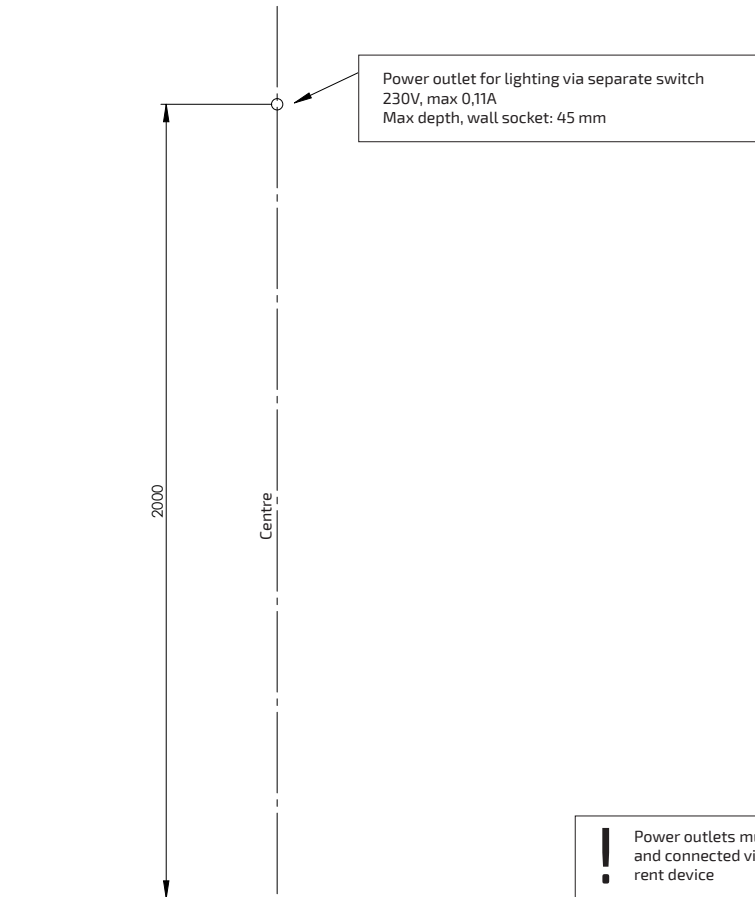 Power outlet for lighting via separate switch
230V, max 0,11A
Max depth, wall socket: 45 mm
2000
Centre
! Power outlets m
and connected vi
rent device